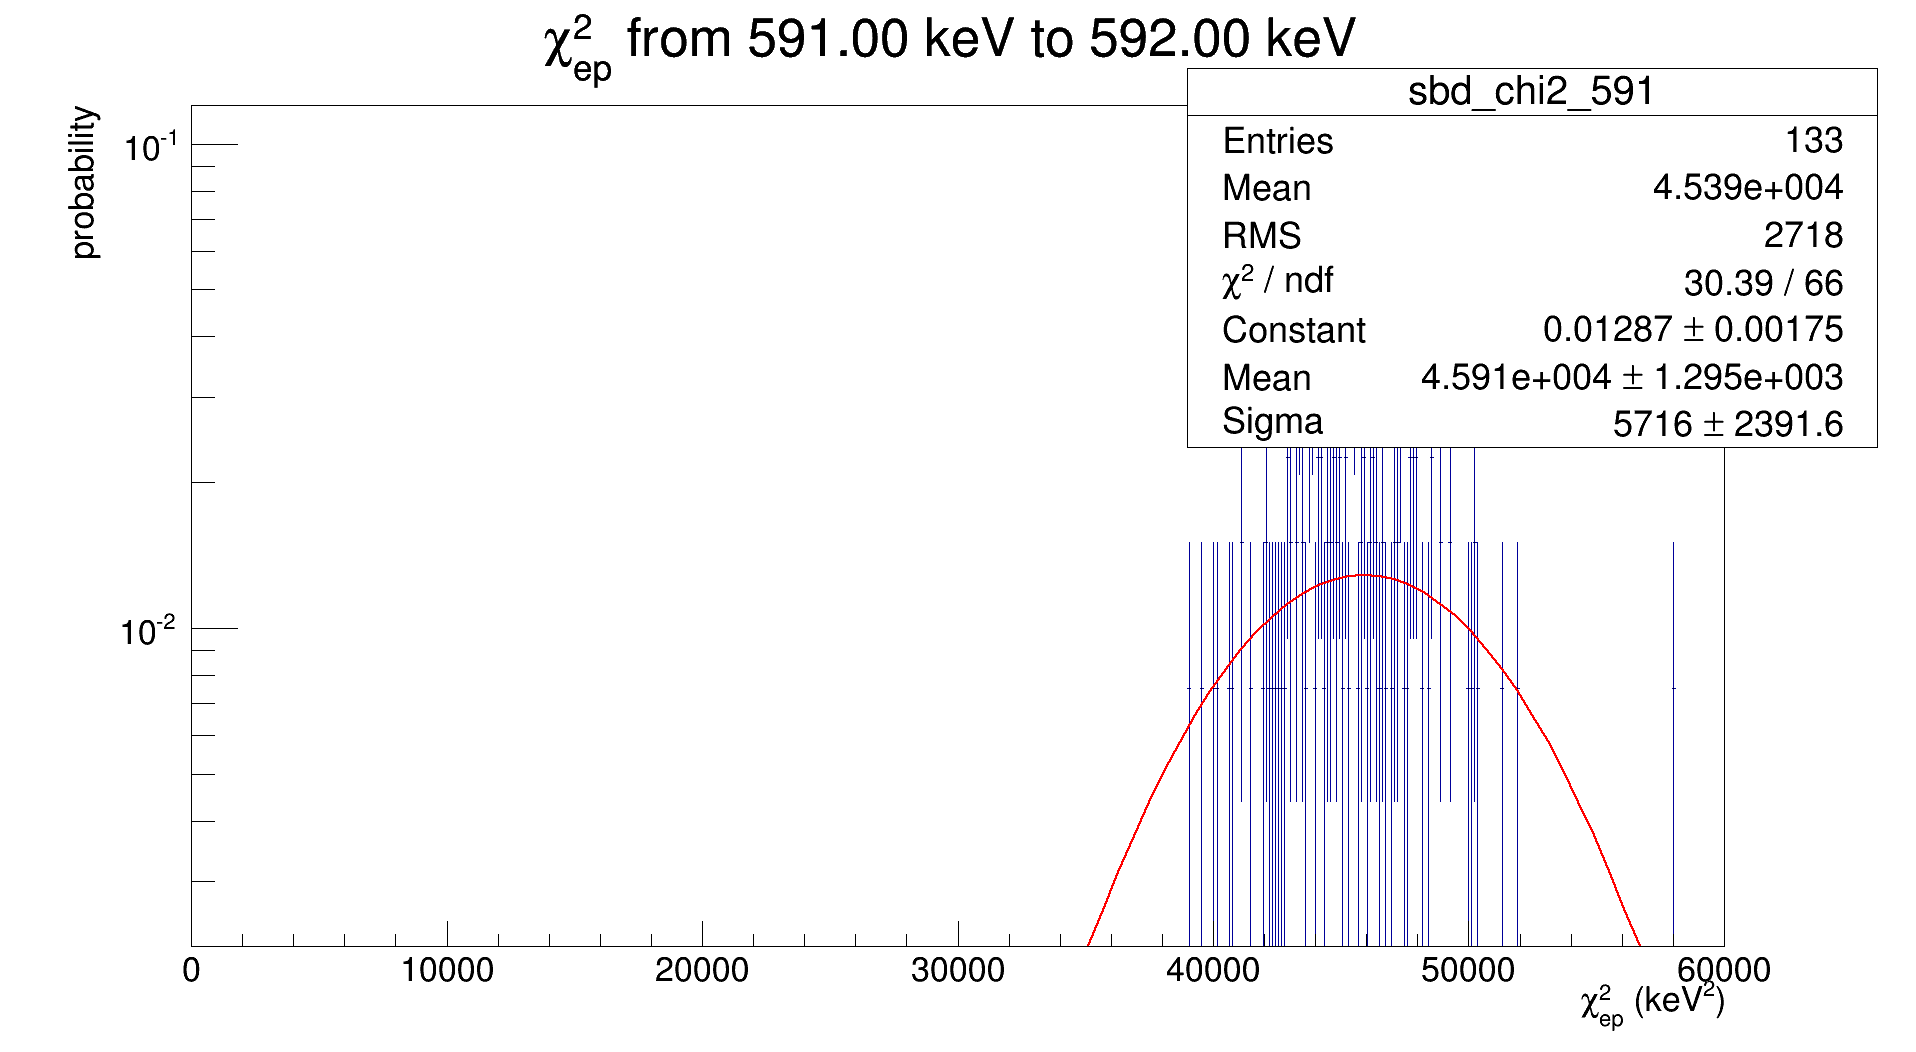 χ²ep from 591.00 keV to 592.00 keV
sbd_chi2_591
Entries 133
Mean 4.539e+004
RMS 2718
χ² / ndf 30.39 / 66
Constant 0.01287 ± 0.00175
Mean 4.591e+004 ± 1.295e+003
Sigma 5716 ± 2391.6
probability
10⁻¹
10⁻²
0 10000 20000 30000 40000 50000 60000
χ²ep (keV²)